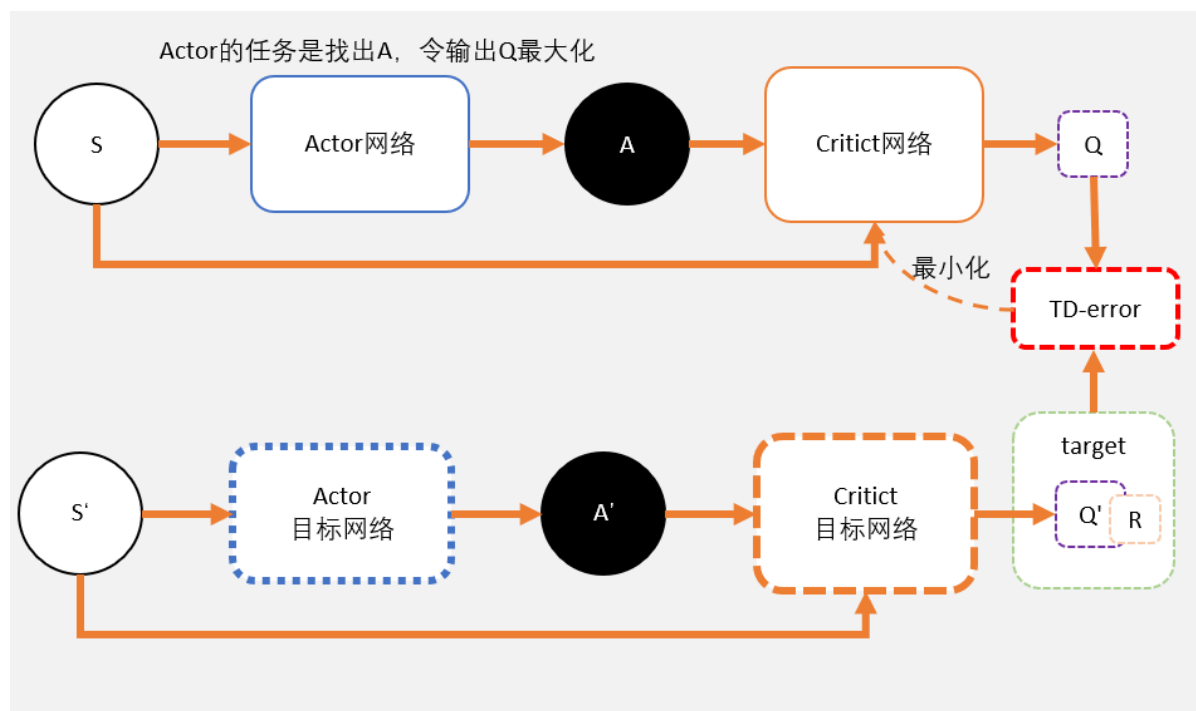 Actor的任务是找出A，令输出Q最大化
S
Actor网络
A
Critict网络
Q
最小化
TD-error
target
S‘
Actor
目标网络
A’
Critict
目标网络
Q'
R